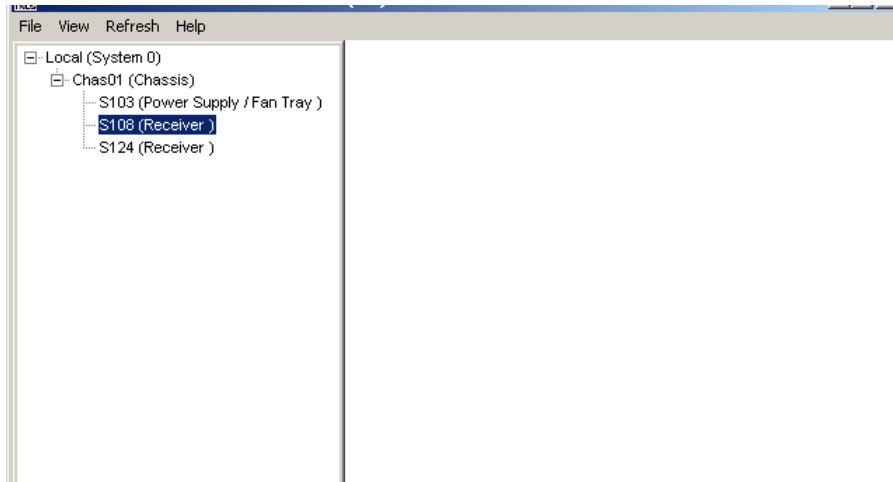 File View Refresh Help
Local (System 0)
Chas01 (Chassis)
S103 (Power Supply / Fan Tray )
S108 (Receiver )
S124 (Receiver )